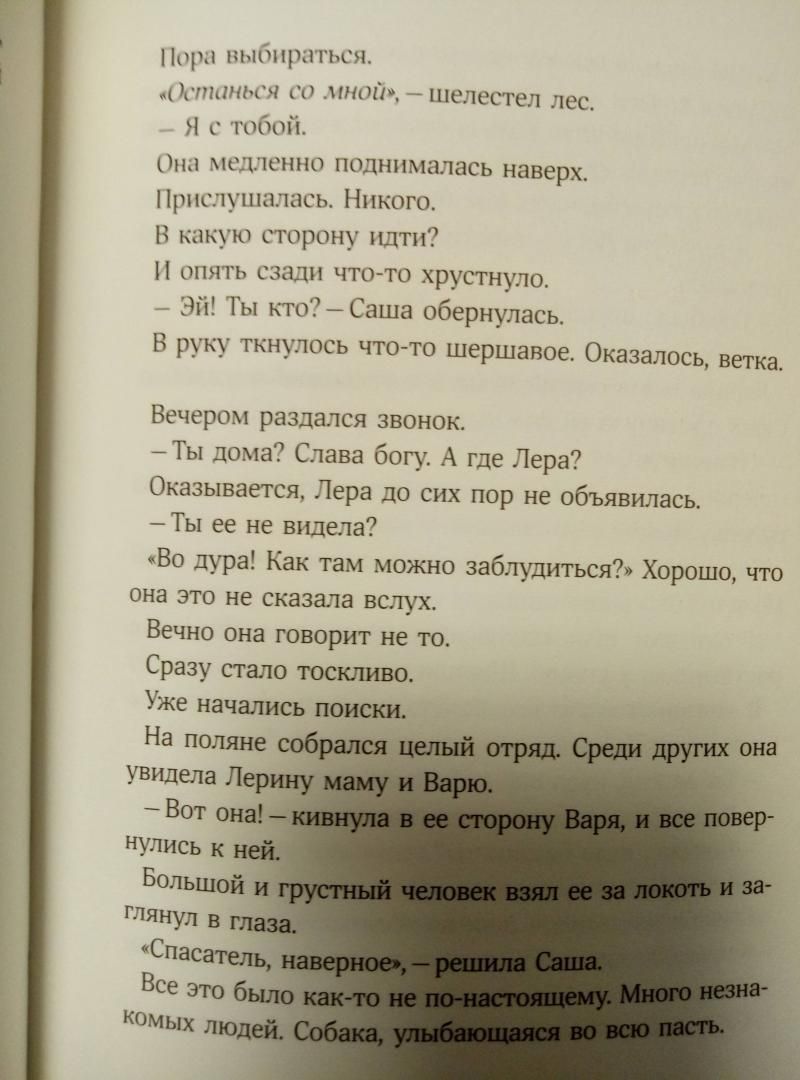 Пора выбираться.
«Останься со мной», – шелестел лес.
– Я с тобой.
Она медленно поднималась наверх.
Прислушалась. Никого.
В какую сторону идти?
И опять сзади что-то хрустнуло.
– Эй! Ты кто? – Саша обернулась.
В руку ткнулось что-то шершавое. Оказалось, ветка.
Вечером раздался звонок.
– Ты дома? Слава богу. А где Лера?
Оказывается, Лера до сих пор не объявилась.
– Ты ее не видела?
«Во дура! Как там можно заблудиться?» Хорошо, что
она это не сказала вслух.
Вечно она говорит не то.
Сразу стало тоскливо.
Уже начались поиски.
На поляне собрался целый отряд. Среди других она
увидела Лерину маму и Варю.
– Вот она! – кивнула в ее сторону Варя, и все повер-
нулись к ней.
Большой и грустный человек взял ее за локоть и за-
глянул в глаза.
«Спасатель, наверное», – решила Саша.
Все это было как-то не по-настоящему. Много незна-
комых людей. Собака, улыбающаяся во всю пасть.